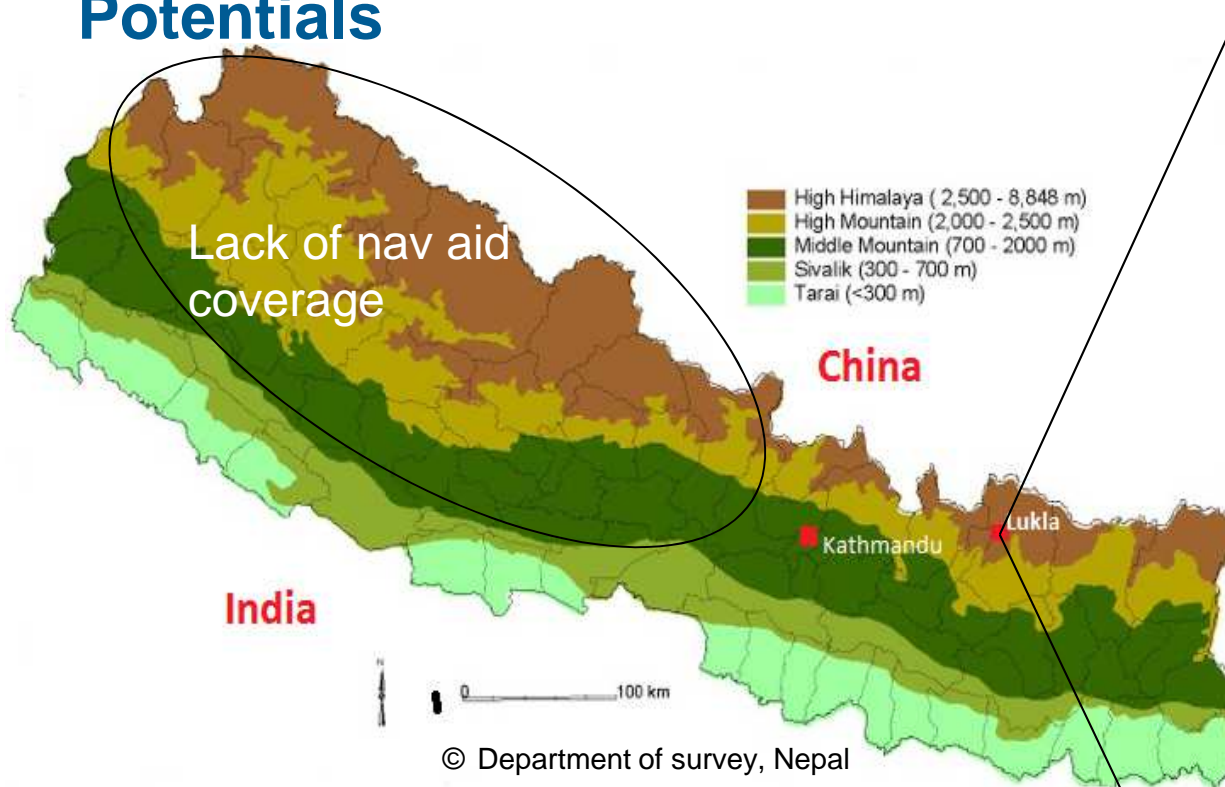 Potentials
High Himalaya ( 2,500 - 8,848 m)
High Mountain (2,000 - 2,500 m)
Middle Mountain (700 - 2000 m)
Sivalik (300 - 700 m)
Tarai (<300 m)
Lack of nav aid
coverage
China
Lukla
Kathmandu
India
N
0 100 km
© Department of survey, Nepal